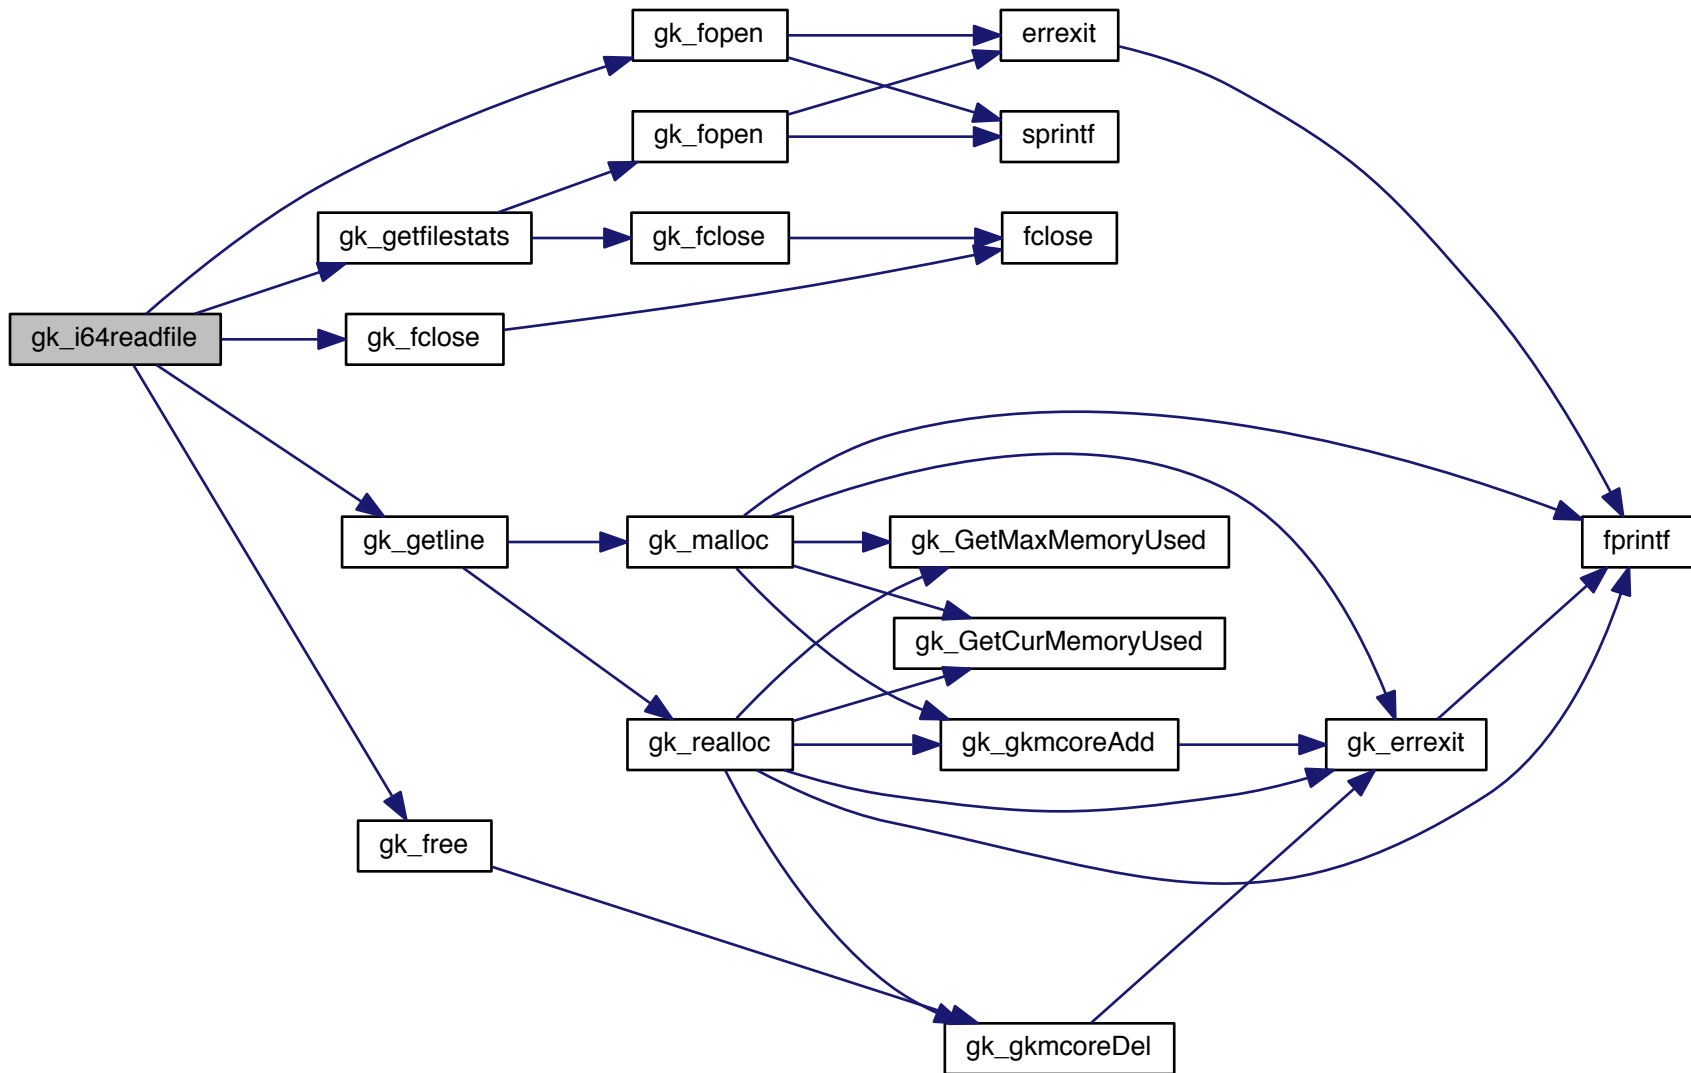 gk_fopen
errexit
gk_fopen
sprintf
gk_getfilestats
gk_fclose
fclose
gk_i64readfile
gk_fclose
gk_getline
gk_malloc
gk_GetMaxMemoryUsed
fprintf
gk_GetCurMemoryUsed
gk_realloc
gk_gkmcoreAdd
gk_errexit
gk_free
gk_gkmcoreDel